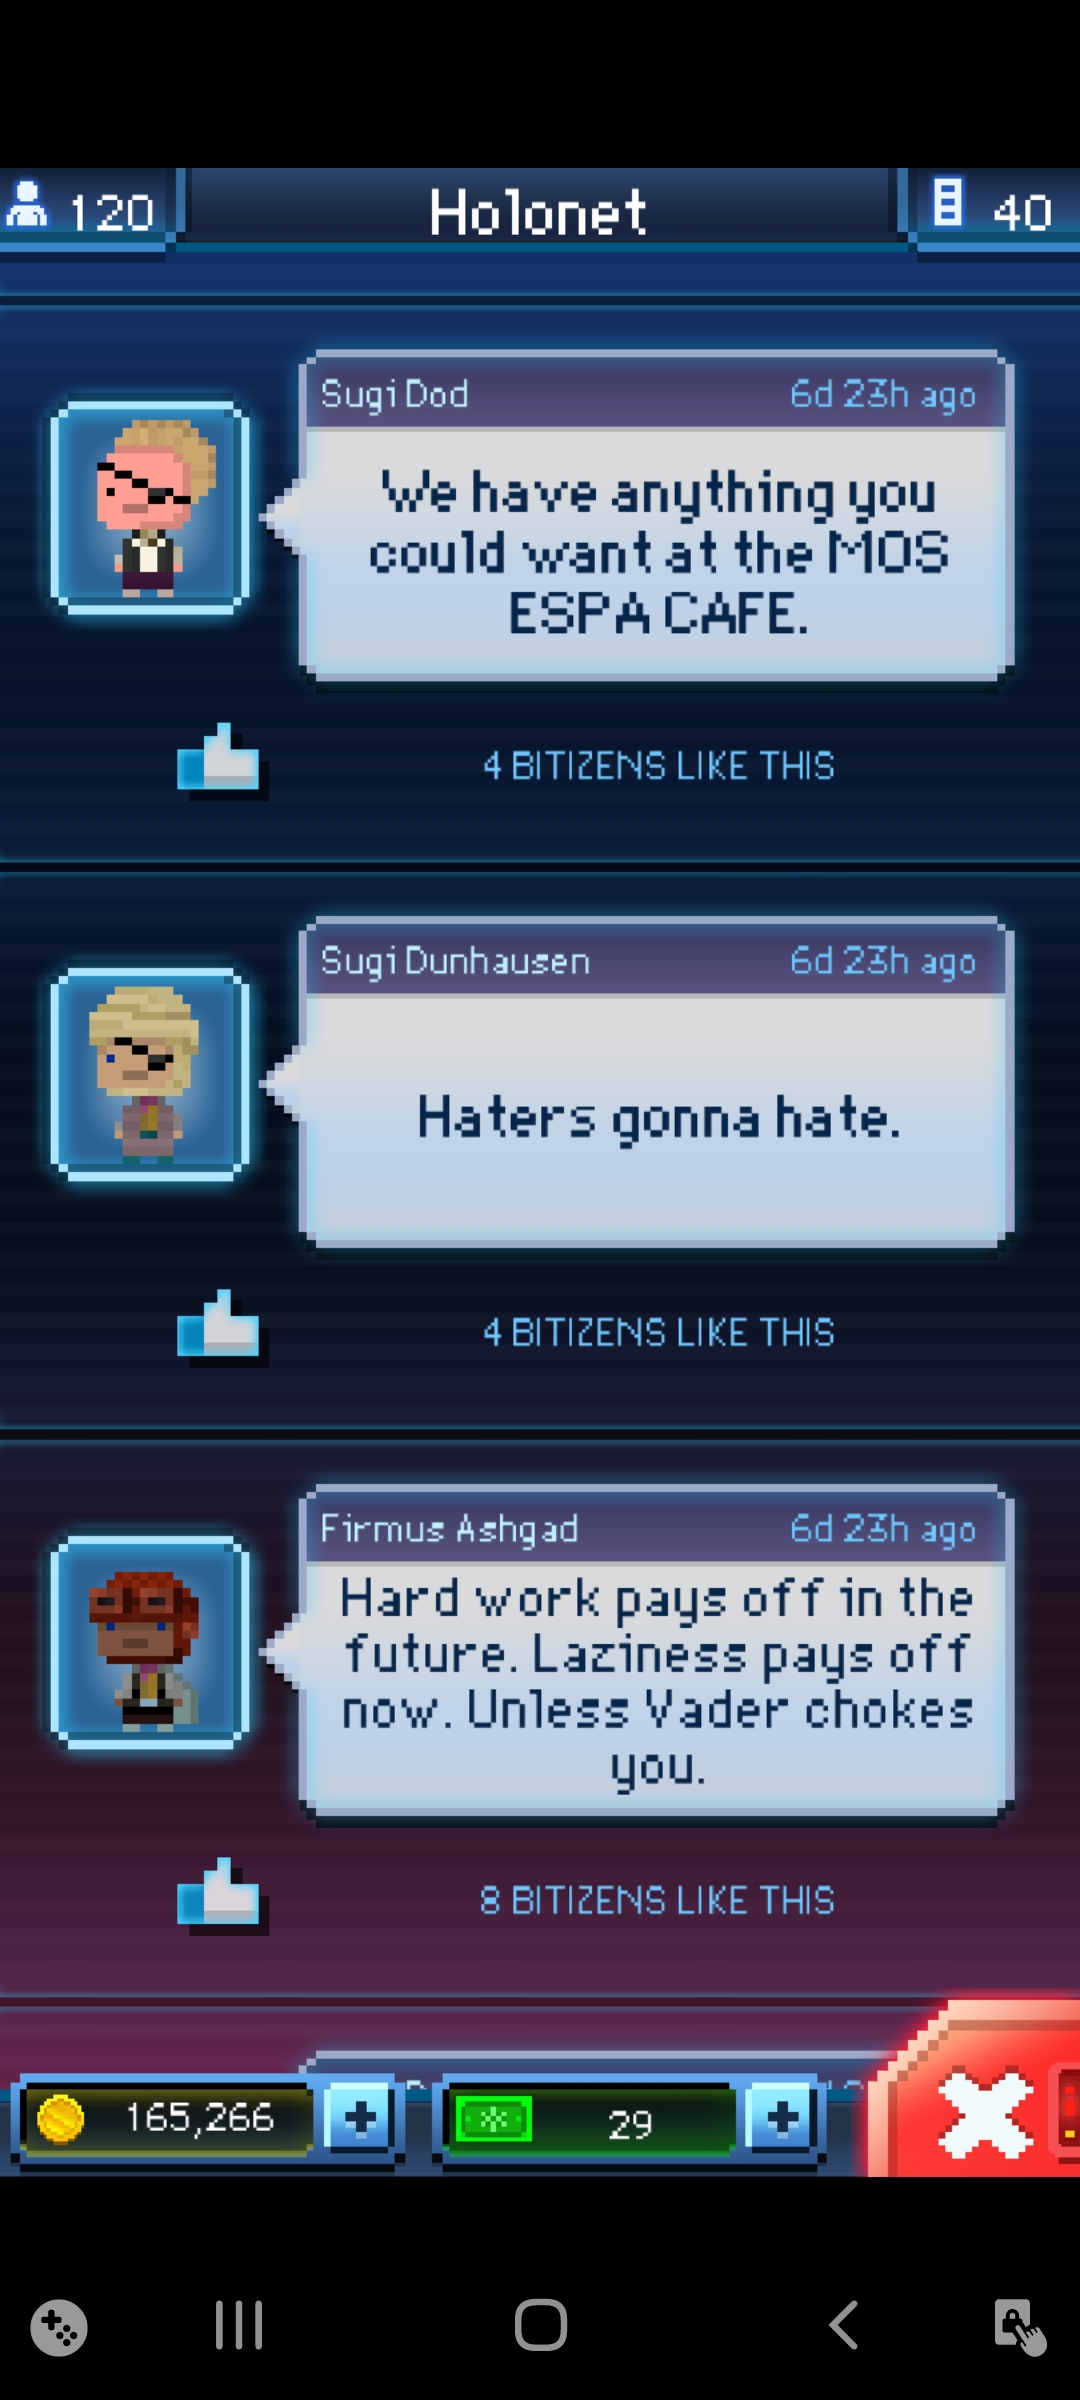 120
Holonet
40
Sugi Dod
6d 23h ago
We have anything you
could want at the MOS
ESPA CAFE.
4 BITIZENS LIKE THIS
Sugi Dunhausen
6d 23h ago
Haters gonna hate.
4 BITIZENS LIKE THIS
Firmus Ashgad
6d 23h ago
Hard work pays off in the
future. Laziness pays off
now. Unless Vader chokes
you.
8 BITIZENS LIKE THIS
165,266
29